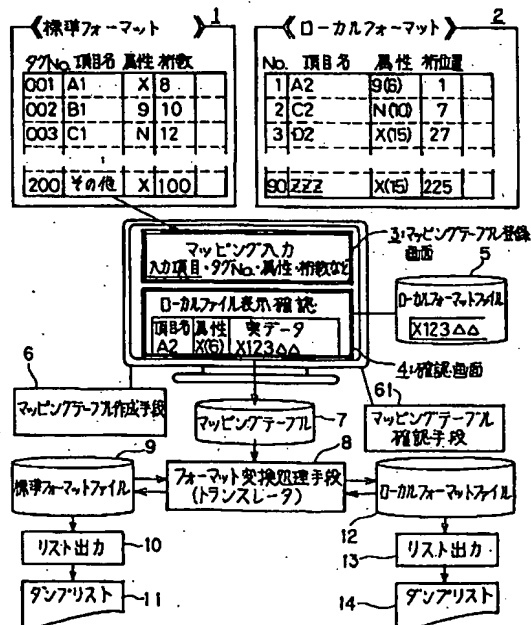 《標準フォーマット》 1
タグNo. 項目名 属性 桁数
001 A1 X 8
002 B1 9 10
003 C1 N 12
200 その他 X 100
《ローカルフォーマット》 2
No. 項目名 属性 桁位置
1 A2 9(6) 1
2 C2 N(10) 7
3 D2 X(15) 27
90 ZZZ X(15) 225
マッピング入力
入力項目・タグNo.・属性・桁数など
3:マッピングテーブル登録
画面
ローカルファイル表示確認
項目名 属性 実データ
A2 X(6) X123△△
4:確認画面
5
ローカルフォーマットファイル
X123△△
6
マッピングテーブル作成手段
マッピングテーブル 7
61
マッピングテーブル
確認手段
9
標準フォーマットファイル
8
フォーマット変換処理手段
(トランスレータ)
ローカルフォーマットファイル
12
リスト出力 10
ダンプリスト 11
リスト出力
13
ダンプリスト
14